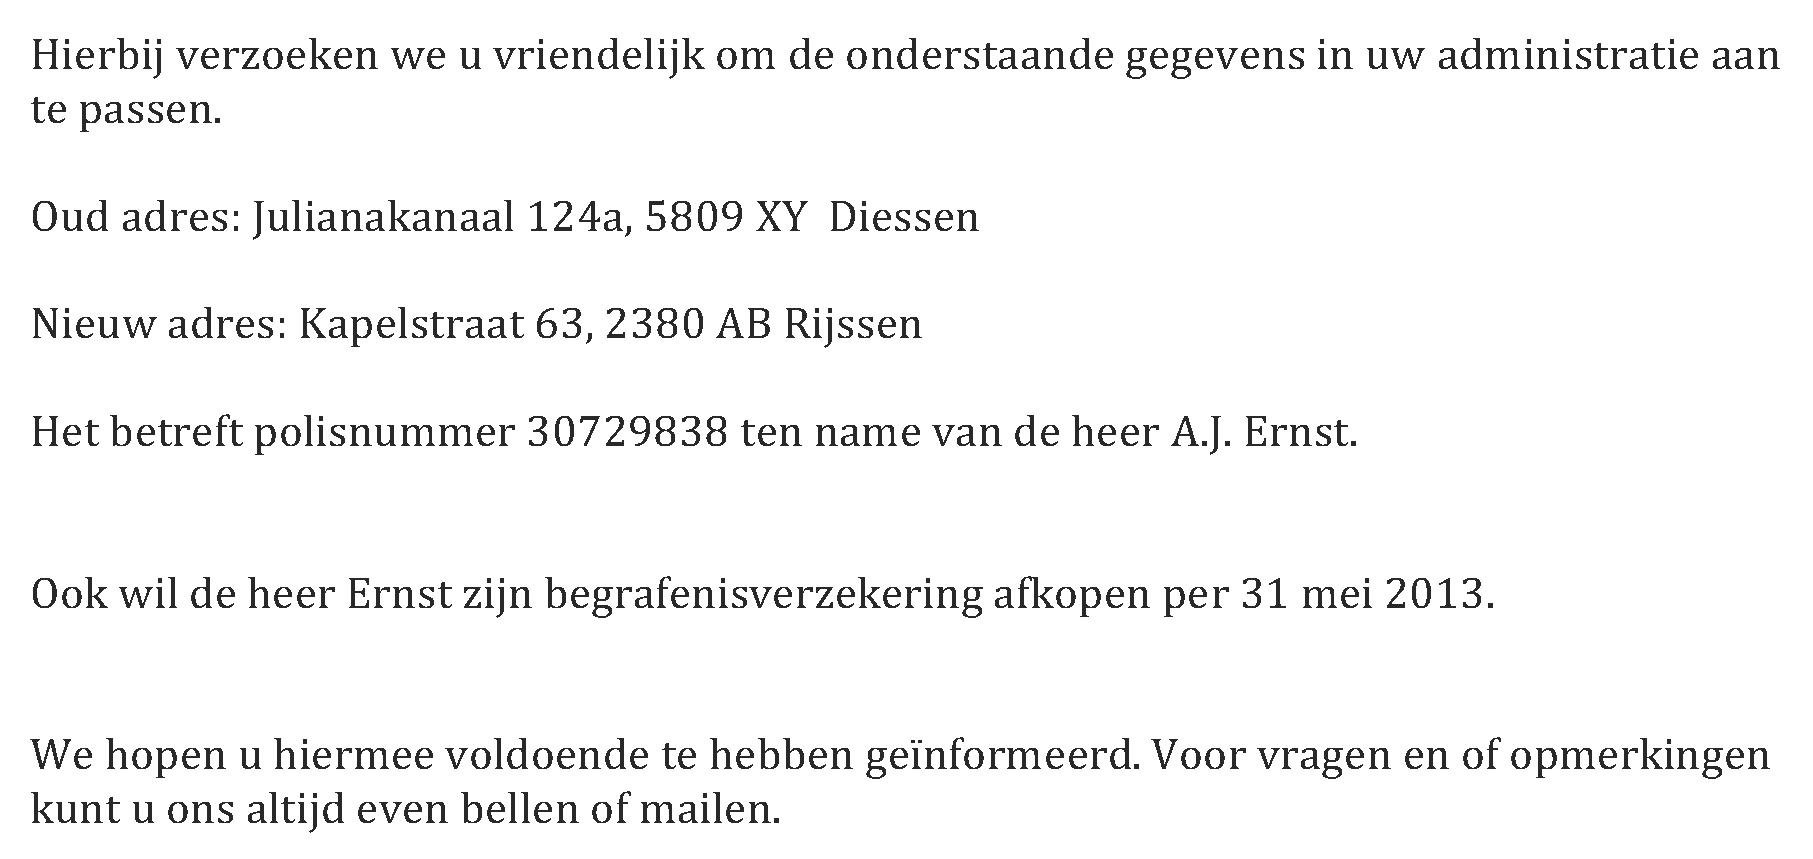 Hierbij verzoeken we u vriendelijk om de onderstaande gegevens in uw administratie aan
te passen.
Oud adres: Julianakanaal 124a, 5809 XY  Diessen
Nieuw adres: Kapelstraat 63, 2380 AB Rijssen
Het betreft polisnummer 30729838 ten name van de heer A.J. Ernst.
Ook wil de heer Ernst zijn begrafenisverzekering afkopen per 31 mei 2013.
We hopen u hiermee voldoende te hebben geïnformeerd. Voor vragen en of opmerkingen
kunt u ons altijd even bellen of mailen.